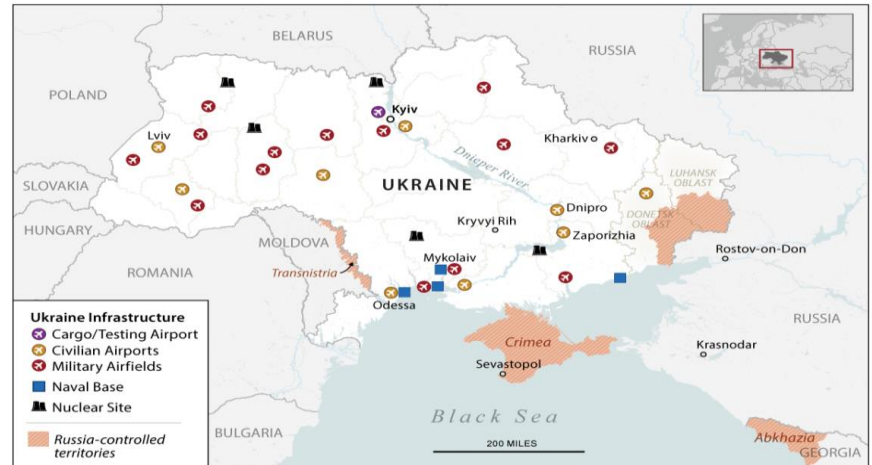 BELARUS
RUSSIA
POLAND
Kyiv
Lviv
Kharkiv
Dnieper River
LUHANSK
OBLAST
SLOVAKIA
UKRAINE
Dnipro
DONETSK
OBLAST
HUNGARY
Kryvyi Rih
Zaporizhia
MOLDOVA
Rostov-on-Don
Mykolaiv
ROMANIA
Transnistria
Odessa
RUSSIA
Ukraine Infrastructure
Cargo/Testing Airport
Civilian Airports
Military Airfields
Naval Base
Nuclear Site
Russia-controlled
territories
Crimea
Krasnodar
Sevastopol
Black Sea
BULGARIA
200 MILES
Abkhazia
GEORGIA